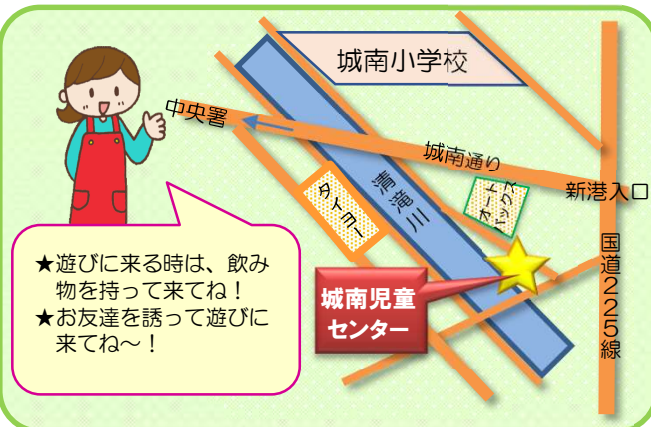 城南小学校
中央署
城南通り
新港入口
オート
バックス
タイヨー
清滝川
国道225線
城南児童
センター
★遊びに来る時は、飲み
物を持って来てね！
★お友達を誘って遊びに
来てね～！